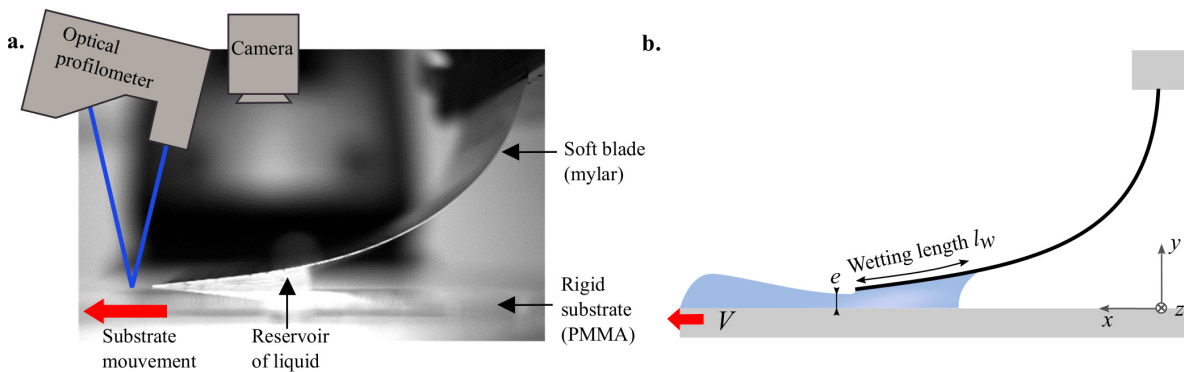 a.
Optical
profilometer
Camera
Soft blade
(mylar)
Rigid
substrate
(PMMA)
Substrate
mouvement
Reservoir
of liquid
b.
Wetting length l_w
e
V
y
x
z